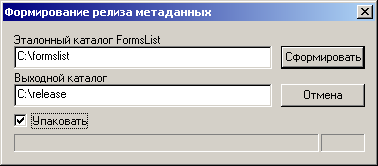 Формирование релиза метаданных
Эталонный каталог FormsList
C:\formslist
Сформировать
Выходной каталог
C:\release
Отмена
Упаковать